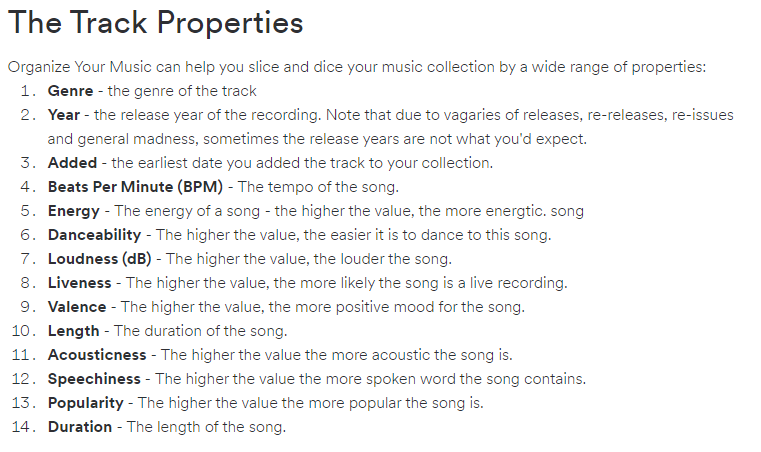 The Track Properties
Organize Your Music can help you slice and dice your music collection by a wide range of properties:
1. Genre - the genre of the track
2. Year - the release year of the recording. Note that due to vagaries of releases, re-releases, re-issues
and general madness, sometimes the release years are not what you'd expect.
3. Added - the earliest date you added the track to your collection.
4. Beats Per Minute (BPM) - The tempo of the song.
5. Energy - The energy of a song - the higher the value, the more energtic. song
6. Danceability - The higher the value, the easier it is to dance to this song.
7. Loudness (dB) - The higher the value, the louder the song.
8. Liveness - The higher the value, the more likely the song is a live recording.
9. Valence - The higher the value, the more positive mood for the song.
10. Length - The duration of the song.
11. Acousticness - The higher the value the more acoustic the song is.
12. Speechiness - The higher the value the more spoken word the song contains.
13. Popularity - The higher the value the more popular the song is.
14. Duration - The length of the song.